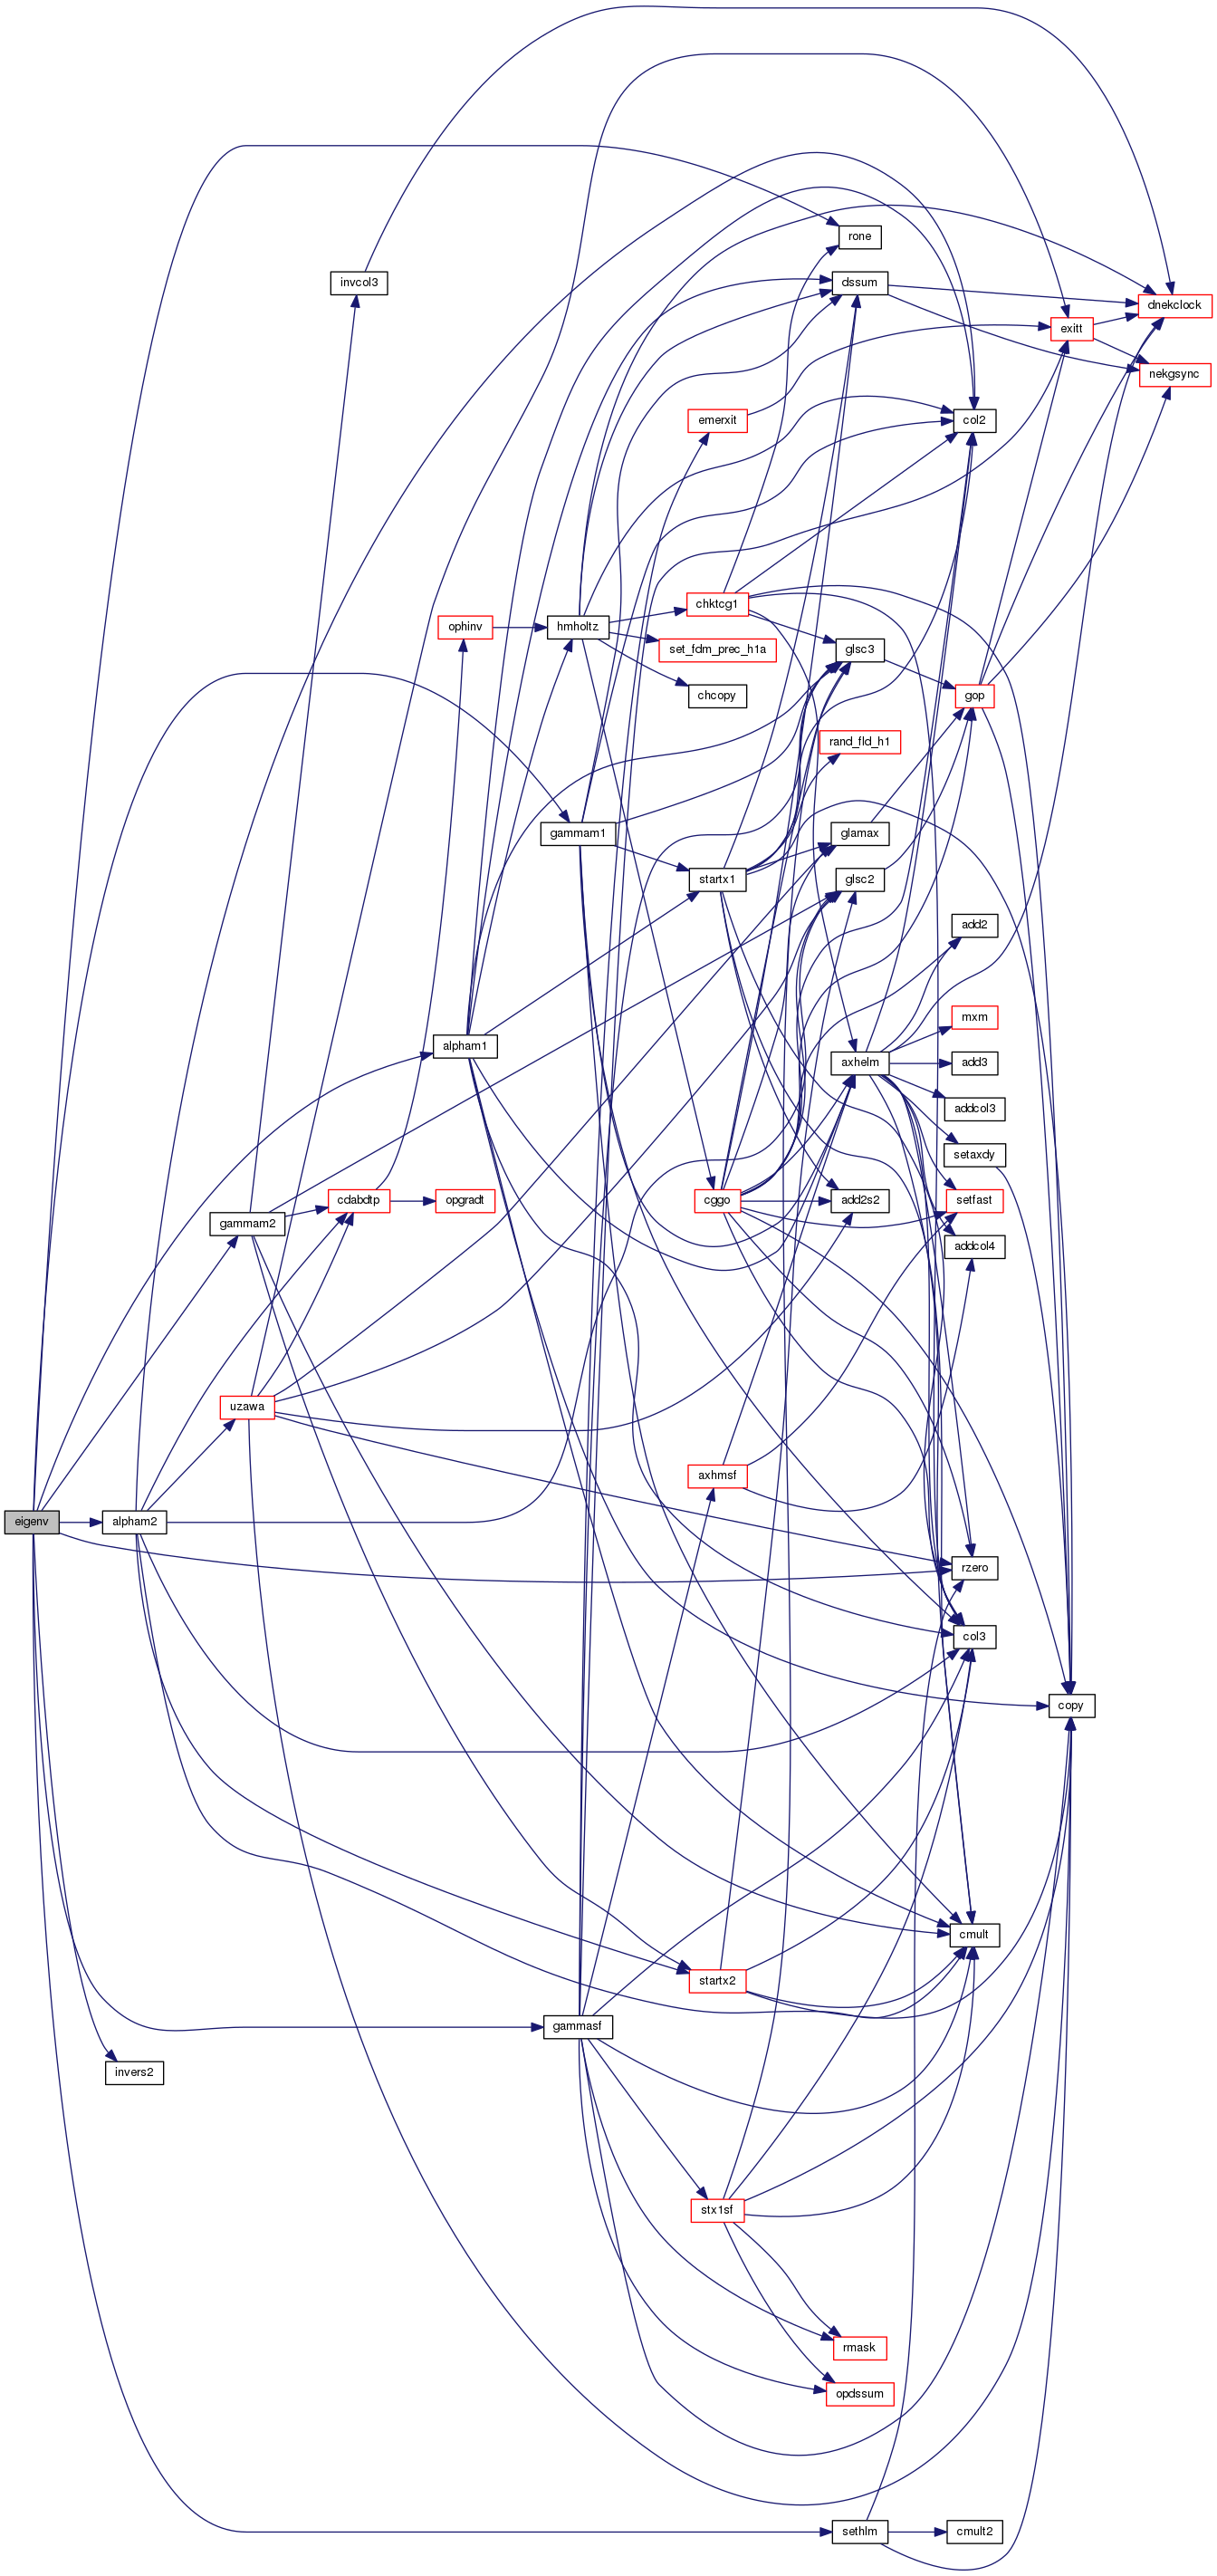 rone
invcol3
dssum
dnekclock
exitt
nekgsync
emerxit
col2
chktcg1
ophinv
hmholtz
set_fdm_prec_h1a
glsc3
chcopy
gop
rand_fld_h1
gammam1
glamax
startx1
glsc2
add2
mxm
alpham1
axhelm
add3
addcol3
setaxdy
cdabdtp
opgradt
cggo
add2s2
setfast
gammam2
addcol4
uzawa
axhmsf
eigenv
alpham2
rzero
col3
copy
cmult
startx2
gammasf
invers2
stx1sf
rmask
opdssum
sethlm
cmult2